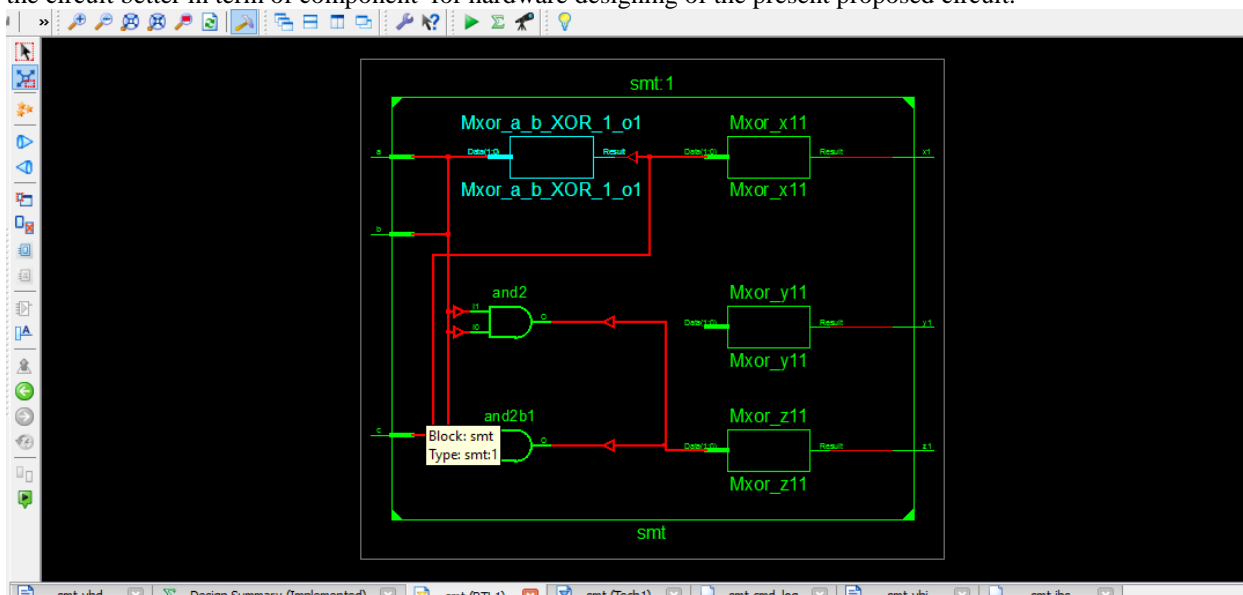 the circuit better in term of component for hardware designing of the present proposed circuit.
smt:1
Mxor_a_b_XOR_1_o1
Mxor_x11
a
Data(1:0)
Result
Data(1:0)
Result
x1
Mxor_a_b_XOR_1_o1
Mxor_x11
b
and2
Mxor_y11
I1
I0
O
Data(1:0)
Result
y1
Mxor_y11
and2b1
Mxor_z11
c
Block: smt
Type: smt:1
O
Data(1:0)
Result
z1
Mxor_z11
smt
smt.vhd
Design Summary (Implemented)
smt (RTL1)
smt (Tech1)
smt.cmd_log